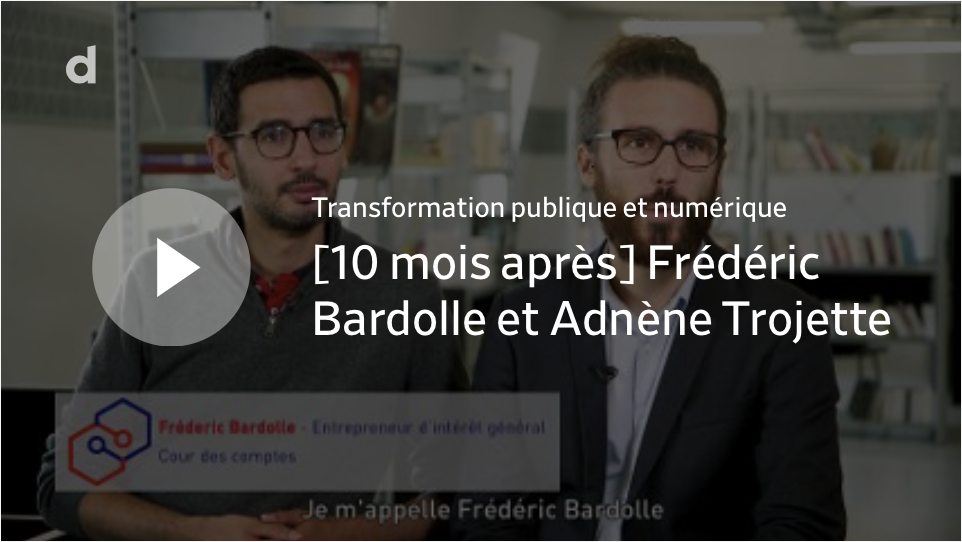 d
Transformation publique et numérique
[10 mois après] Frédéric
Bardolle et Adnène Trojette
Fréderic Bardolle - Entrepreneur d'intérêt général
Cour des comptes
Je m'appelle Frédéric Bardolle